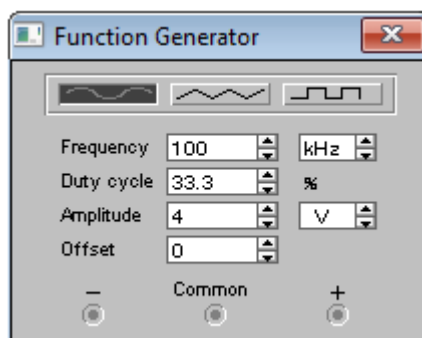 Function Generator
Frequency 100 kHz
Duty cycle 33.3 %
Amplitude 4 V
Offset 0
− Common +